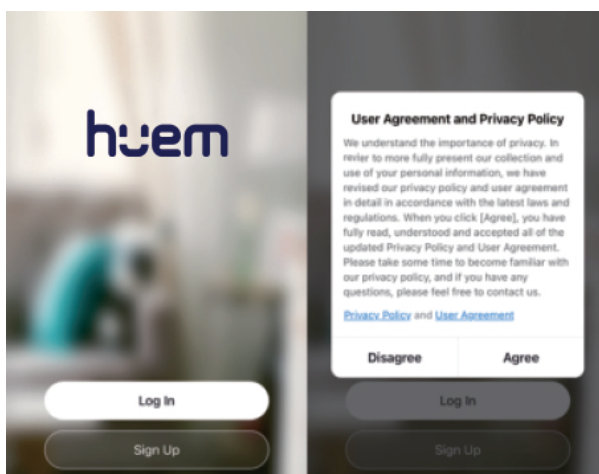 huem
Log In
Sign Up
User Agreement and Privacy Policy
We understand the importance of privacy. In
revier to more fully present our collection and
use of your personal information, we have
revised our privacy policy and user agreement
in detail in accordance with the latest laws and
regulations. When you click [Agree], you have
fully read, understood and accepted all of the
updated Privacy Policy and User Agreement.
Please take some time to become familiar with
our privacy policy, and if you have any
questions, please feel free to contact us.
Privacy Policy and User Agreement
Disagree Agree
Log In
Sign Up